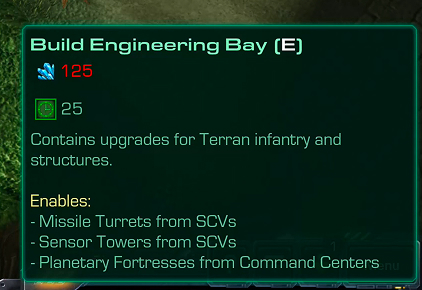 Build Engineering Bay (E)
125
25
Contains upgrades for Terran infantry and
structures.
Enables:
- Missile Turrets from SCVs
- Sensor Towers from SCVs
- Planetary Fortresses from Command Centers